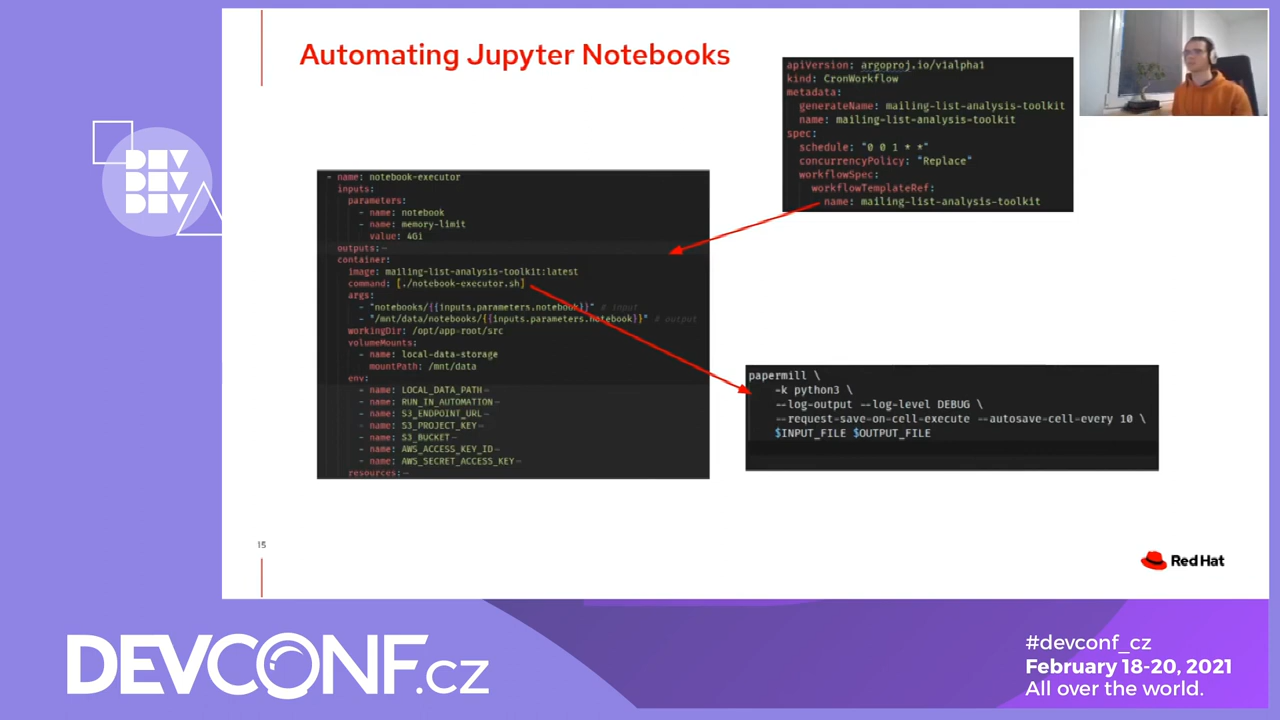 Automating Jupyter Notebooks
apiVersion: argoproj.io/v1alpha1
kind: CronWorkflow
metadata:
generateName: mailing-list-analysis-toolkit
name: mailing-list-analysis-toolkit
spec:
schedule: "0 0 1 * *"
concurrencyPolicy: "Replace"
workflowSpec:
workflowTemplateRef:
name: mailing-list-analysis-toolkit
- name: notebook-executor
inputs:
parameters:
- name: notebook
- name: memory-limit
value: 4Gi
outputs:
container:
image: mailing-list-analysis-toolkit:latest
command: [./notebook-executor.sh]
args:
- "notebooks/{{inputs.parameters.notebook}}" # input
- "/mnt/data/notebooks/{{inputs.parameters.notebook}}" # output
workingDir: /opt/app-root/src
volumeMounts:
- name: local-data-storage
mountPath: /mnt/data
env:
- name: LOCAL_DATA_PATH
- name: RUN_IN_AUTOMATION
- name: S3_ENDPOINT_URL
- name: S3_PROJECT_KEY
- name: S3_BUCKET
- name: AWS_ACCESS_KEY_ID
- name: AWS_SECRET_ACCESS_KEY
resources:
papermill \
-k python3 \
--log-output --log-level DEBUG \
--request-save-on-cell-execute --autosave-cell-every 10 \
$INPUT_FILE $OUTPUT_FILE
15
Red Hat
DEV
DEV
DEV
DEVCONF.cz
#devconf_cz
February 18-20, 2021
All over the world.